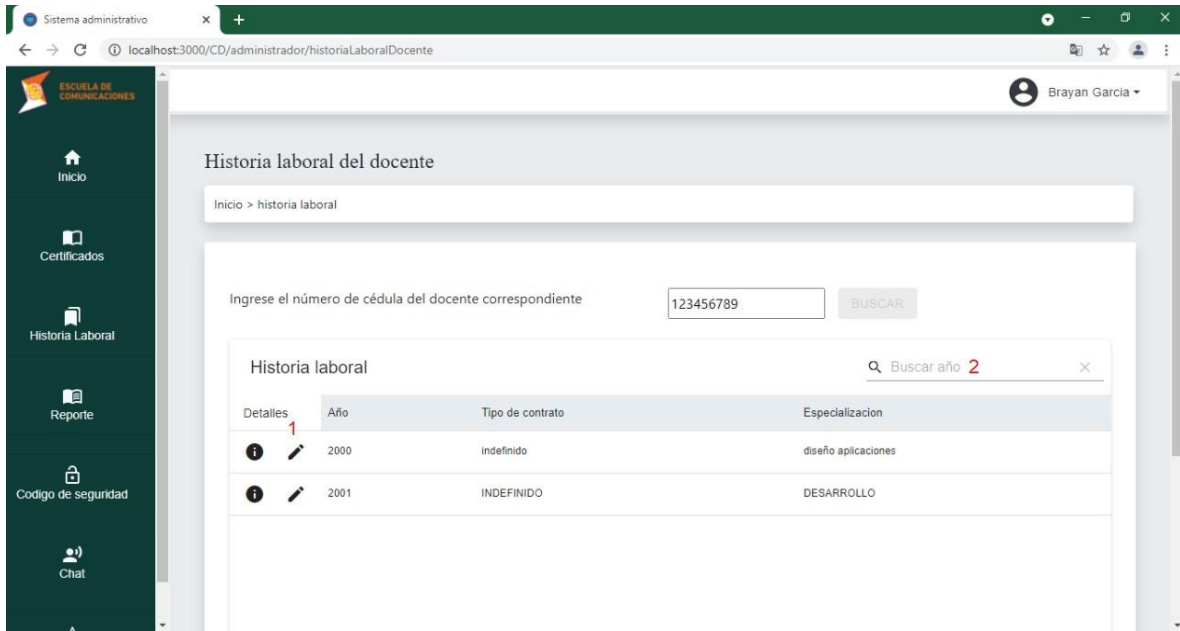 Sistema administrativo
localhost:3000/CD/administrador/historiaLaboralDocente
ESCUELA DE
COMUNICACIONES
Brayan Garcia
Inicio
Certificados
Historia Laboral
Reporte
Codigo de seguridad
Chat
Historia laboral del docente
Inicio > historia laboral
Ingrese el número de cédula del docente correspondiente 123456789 BUSCAR
Historia laboral Buscar año 2
Detalles Año Tipo de contrato Especializacion
1
2000 indefinido diseño aplicaciones
2001 INDEFINIDO DESARROLLO